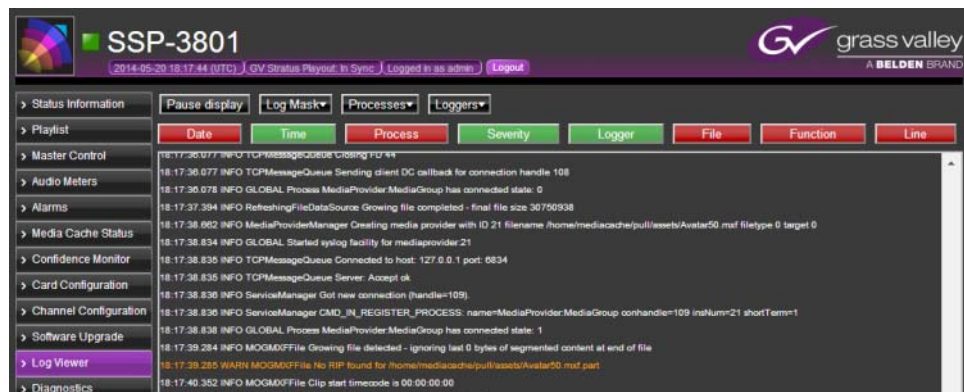 SSP-3801
2014-05-20 18:17:44 (UTC) GV Stratus Playout: In Sync Logged in as admin Logout
GV grass valley
A BELDEN BRAND
Status Information
Playlist
Master Control
Audio Meters
Alarms
Media Cache Status
Confidence Monitor
Card Configuration
Channel Configuration
Software Upgrade
Log Viewer
Diagnostics
Pause display Log Mask Processes Loggers
Date Time Process Severity Logger File Function Line
18:17:36.077 INFO TCPMessageQueue Closing FD 44
18:17:36.077 INFO TCPMessageQueue Sending client DC callback for connection handle 108
18:17:36.078 INFO GLOBAL Process MediaProvider:MediaGroup has connected state: 0
18:17:37.394 INFO RefreshingFileDataSource Growing file completed - final file size 30750938
18:17:38.662 INFO MediaProviderManager Creating media provider with ID 21 filename /home/mediacache/pull/assets/Avatar50.mxf filetype 0 target 0
18:17:38.834 INFO GLOBAL Started syslog facility for mediaprovider:21
18:17:38.835 INFO TCPMessageQueue Connected to host: 127.0.0.1 port: 6834
18:17:38.835 INFO TCPMessageQueue Server: Accept ok
18:17:38.836 INFO ServiceManager Got new connection (handle=109).
18:17:38.836 INFO ServiceManager CMD_IN_REGISTER_PROCESS: name=MediaProvider:MediaGroup conhandle=109 insNum=21 shortTerm=1
18:17:38.838 INFO GLOBAL Process MediaProvider:MediaGroup has connected state: 1
18:17:39.284 INFO MOGMXFFile Growing file detected - ignoring last 0 bytes of segmented content at end of file
18:17:39.285 WARN MOGMXFFile No RIP found for /home/mediacache/pull/assets/Avatar50.mxf.part
18:17:40.352 INFO MOGMXFFile Clip start timecode is 00:00:00:00